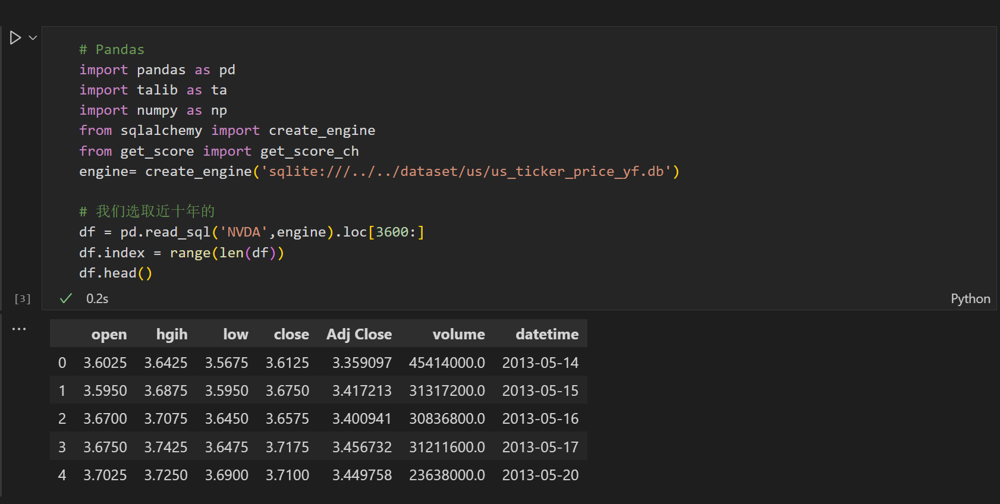 # Pandas
import pandas as pd
import talib as ta
import numpy as np
from sqlalchemy import create_engine
from get_score import get_score_ch
engine= create_engine('sqlite:///../../dataset/us/us_ticker_price_yf.db')
# 我们选取近十年的
df = pd.read_sql('NVDA',engine).loc[3600:]
df.index = range(len(df))
df.head()
[3] 0.2s Python
open hgih low close Adj Close volume datetime
0 3.6025 3.6425 3.5675 3.6125 3.359097 45414000.0 2013-05-14
1 3.5950 3.6875 3.5950 3.6750 3.417213 31317200.0 2013-05-15
2 3.6700 3.7075 3.6450 3.6575 3.400941 30836800.0 2013-05-16
3 3.6750 3.7425 3.6475 3.7175 3.456732 31211600.0 2013-05-17
4 3.7025 3.7250 3.6900 3.7100 3.449758 23638000.0 2013-05-20